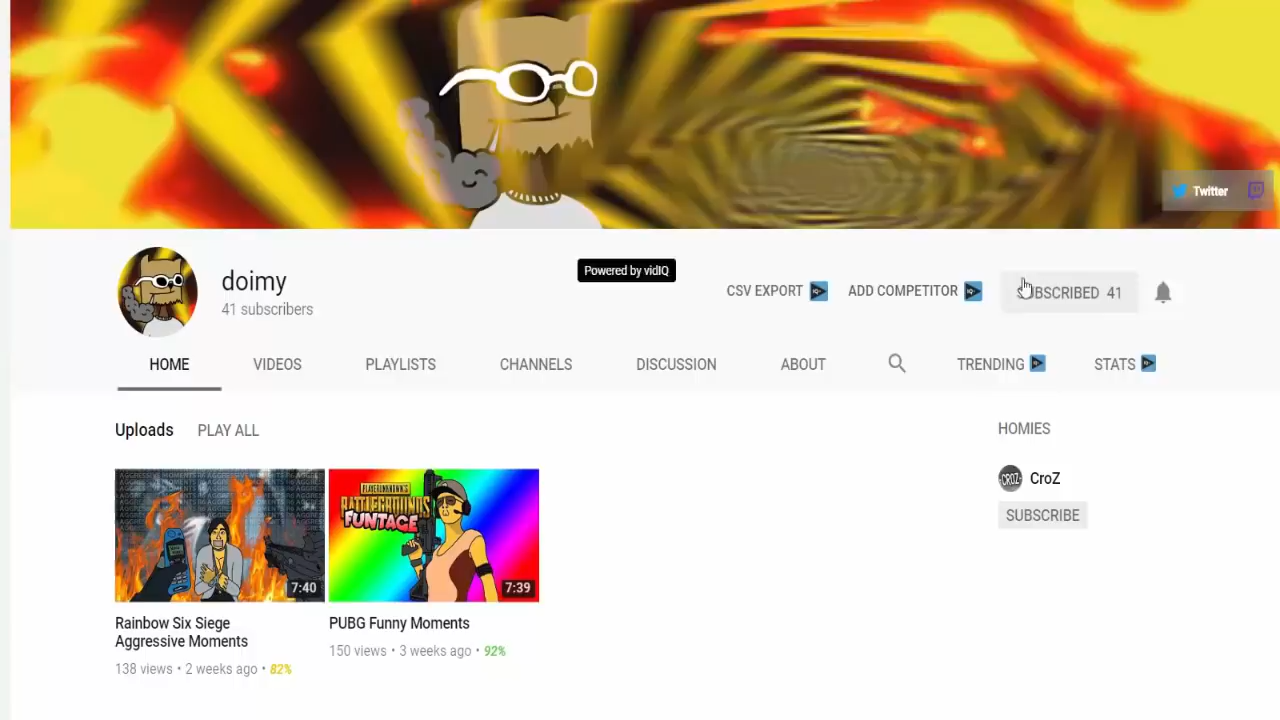 Twitter
Powered by vidIQ
doimy
41 subscribers
CSV EXPORT
ADD COMPETITOR
SUBSCRIBED 41
HOME
VIDEOS
PLAYLISTS
CHANNELS
DISCUSSION
ABOUT
TRENDING
STATS
Uploads
PLAY ALL
HOMIES
CroZ
SUBSCRIBE
PLAYERUNKNOWN'S
BATTLEGROUNDS
FUNTAGE
7:40
7:39
Rainbow Six Siege
Aggressive Moments
138 views • 2 weeks ago • 82%
PUBG Funny Moments
150 views • 3 weeks ago • 92%